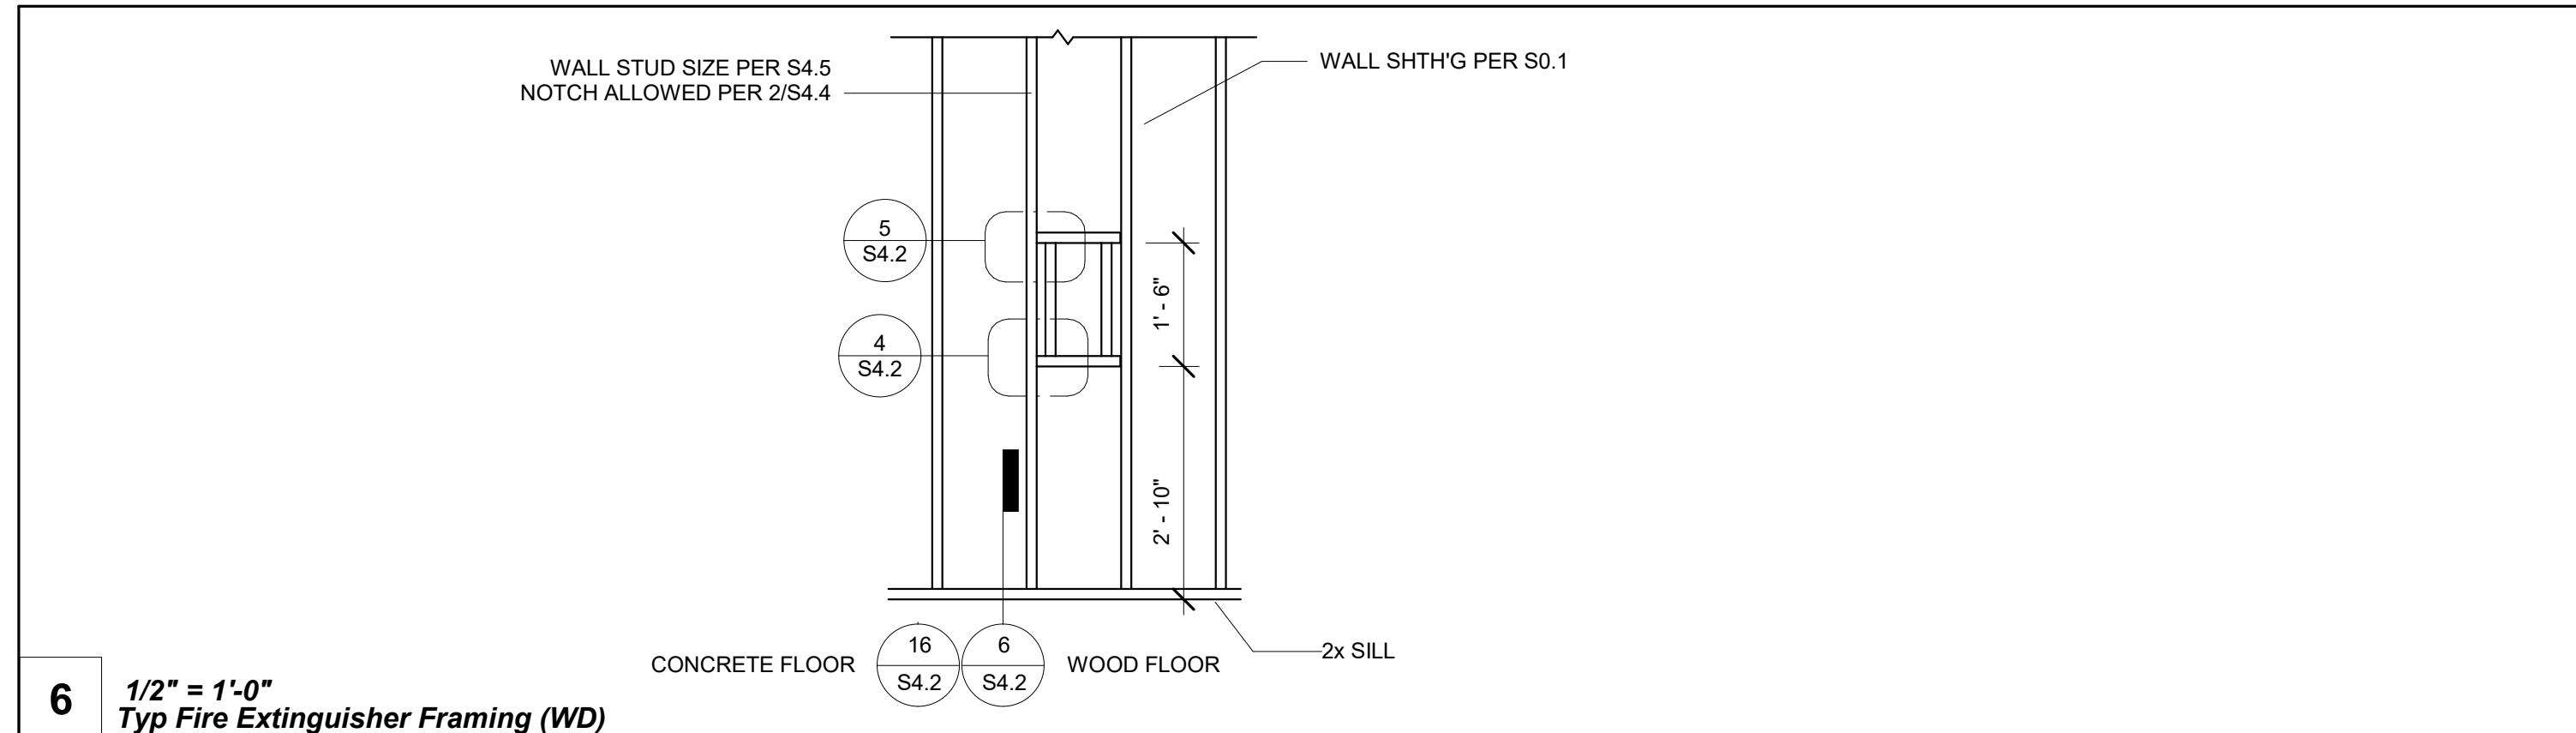 WALL STUD SIZE PER S4.5
NOTCH ALLOWED PER 2/S4.4
WALL SHTH'G PER S0.1
5
S4.2
4
S4.2
1' - 6"
2' - 10"
CONCRETE FLOOR
16
S4.2
6
S4.2
WOOD FLOOR
2x SILL
6
1/2" = 1'-0"
Typ Fire Extinguisher Framing (WD)